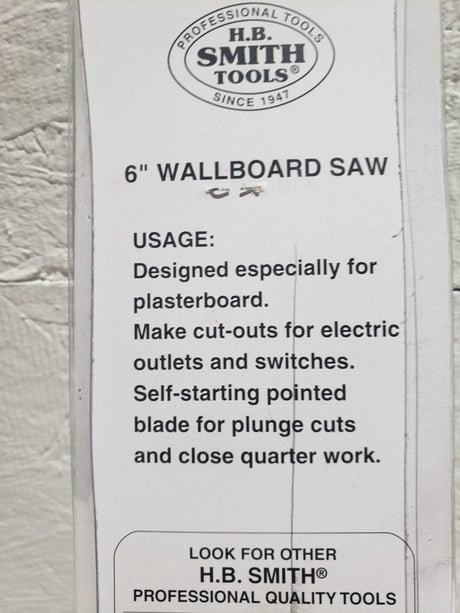 PROFESSIONAL TOOLS
H.B.
SMITH
TOOLS®
SINCE 1947
6" WALLBOARD SAW
USAGE:
Designed especially for
plasterboard.
Make cut-outs for electric
outlets and switches.
Self-starting pointed
blade for plunge cuts
and close quarter work.
LOOK FOR OTHER
H.B. SMITH®
PROFESSIONAL QUALITY TOOLS